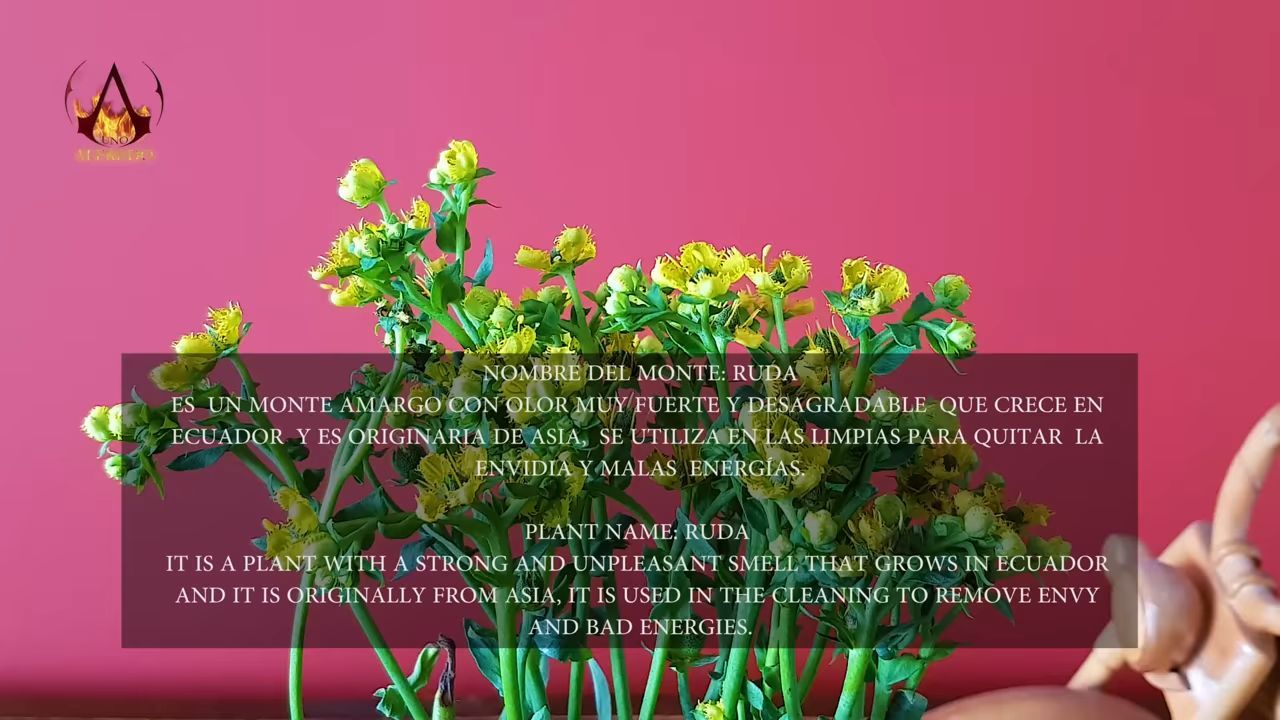 UNO
NOMBRE DEL MONTE: RUDA
ES UN MONTE AMARGO CON OLOR MUY FUERTE Y DESAGRADABLE QUE CRECE EN
ECUADOR Y ES ORIGINARIA DE ASIA, SE UTILIZA EN LAS LIMPIAS PARA QUITAR LA
ENVIDIA Y MALAS ENERGÍAS.
PLANT NAME: RUDA
IT IS A PLANT WITH A STRONG AND UNPLEASANT SMELL THAT GROWS IN ECUADOR
AND IT IS ORIGINALLY FROM ASIA, IT IS USED IN THE CLEANING TO REMOVE ENVY
AND BAD ENERGIES.